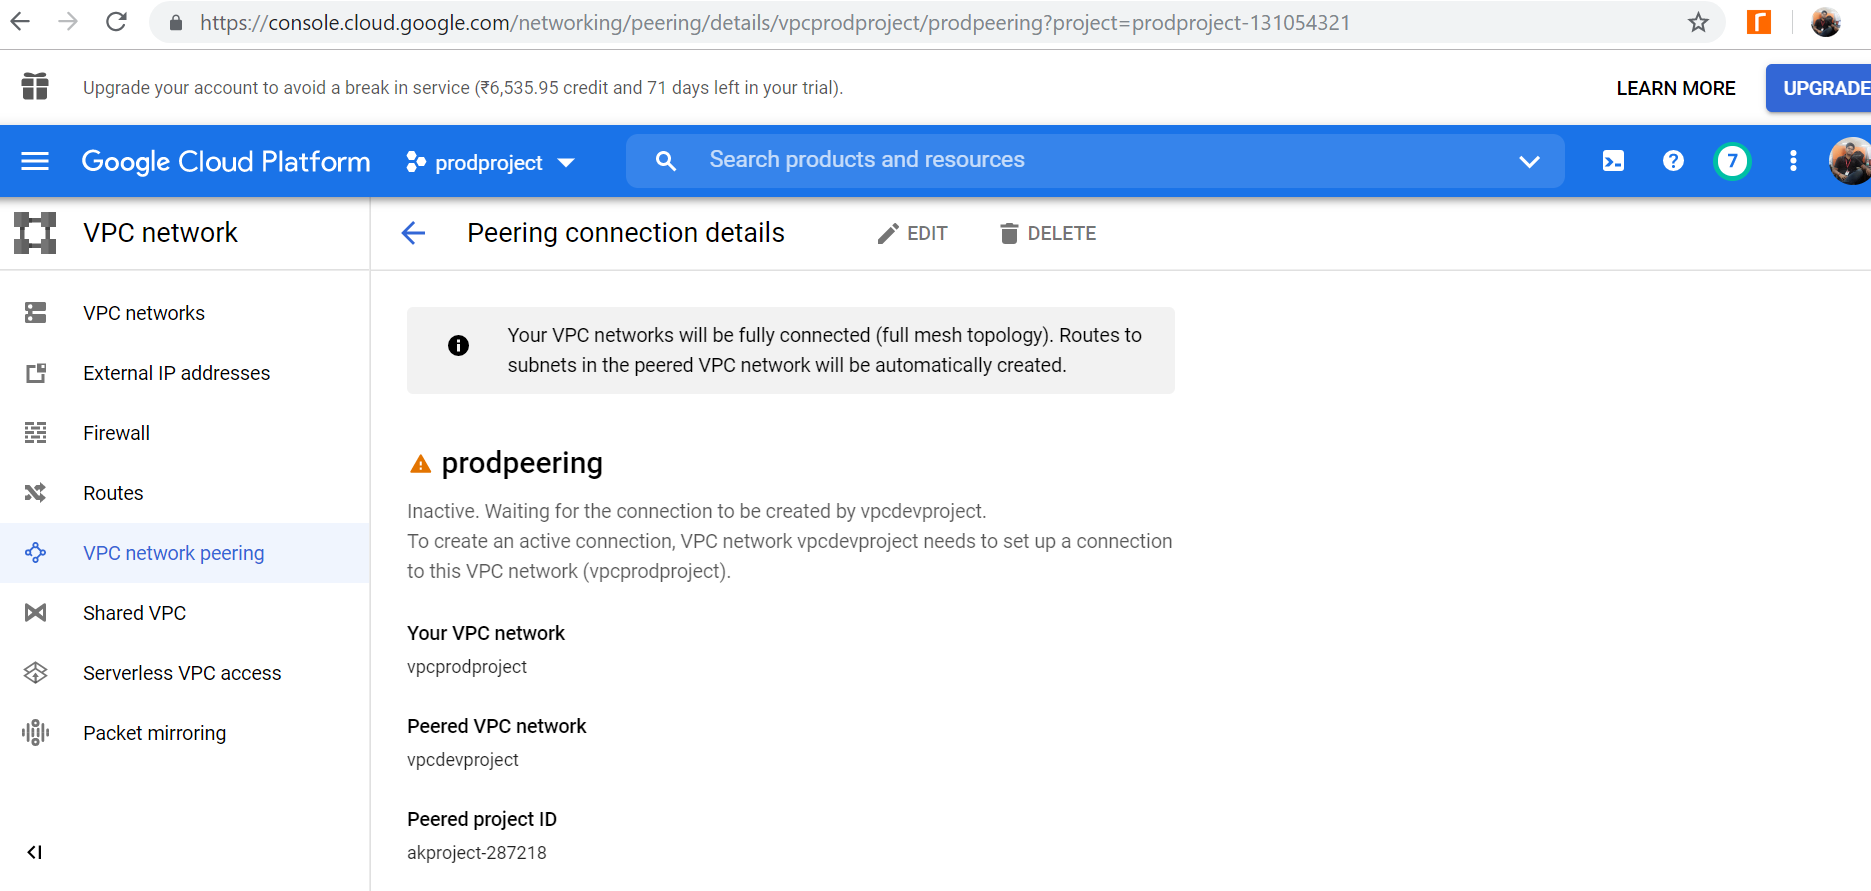 https://console.cloud.google.com/networking/peering/details/vpcprodproject/prodpeering?project=prodproject-131054321
Upgrade your account to avoid a break in service (₹6,535.95 credit and 71 days left in your trial).
LEARN MORE
UPGRADE
Google Cloud Platform
prodproject
Search products and resources
7
VPC network
Peering connection details
EDIT
DELETE
VPC networks
External IP addresses
Firewall
Routes
VPC network peering
Shared VPC
Serverless VPC access
Packet mirroring
Your VPC networks will be fully connected (full mesh topology). Routes to
subnets in the peered VPC network will be automatically created.
prodpeering
Inactive. Waiting for the connection to be created by vpcdevproject.
To create an active connection, VPC network vpcdevproject needs to set up a connection
to this VPC network (vpcprodproject).
Your VPC network
vpcprodproject
Peered VPC network
vpcdevproject
Peered project ID
akproject-287218